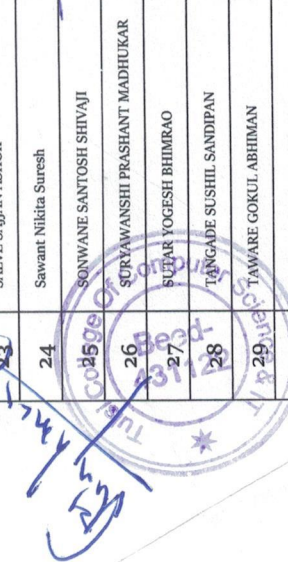 23
24 Sawant Nikita Suresh
25 SONWANE SANTOSH SHIVAJI
26 SURYAWANSHI PRASHANT MADHUKAR
27 SUTAR YOGESH BHIMRAO
28 TANGADE SUSHIL SANDIPAN
29 TAWARE GOKUL ABHIMAN
College Of Computer Science & IT
Beed-
431122